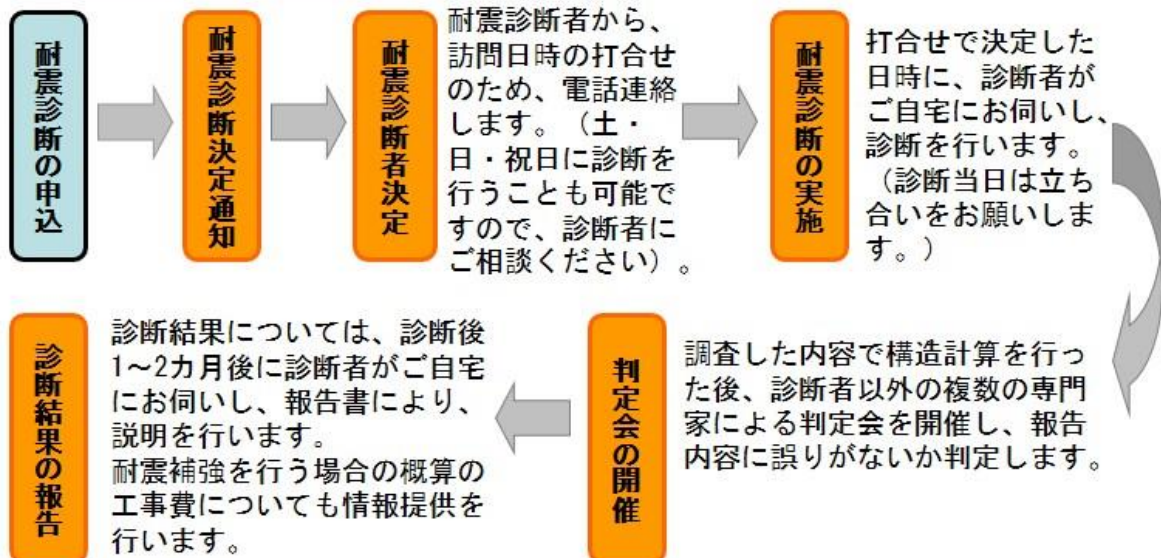 耐震診断の申込
耐震診断決定通知
耐震診断者決定
耐震診断者から、
訪問日時の打合せ
のため、電話連絡
します。（土・
日・祝日に診断を
行うことも可能で
すので、診断者に
ご相談ください）。
耐震診断の実施
打合せで決定した
日時に、診断者が
ご自宅にお伺いし、
診断を行います。
（診断当日は立ち
合いをお願いしま
す。）
判定会の開催
調査した内容で構造計算を行っ
た後、診断者以外の複数の専門
家による判定会を開催し、報告
内容に誤りがないか判定します。
診断結果の報告
診断結果については、診断後
1～2カ月後に診断者がご自宅
にお伺いし、報告書により、
説明を行います。
耐震補強を行う場合の概算の
工事費についても情報提供を
行います。